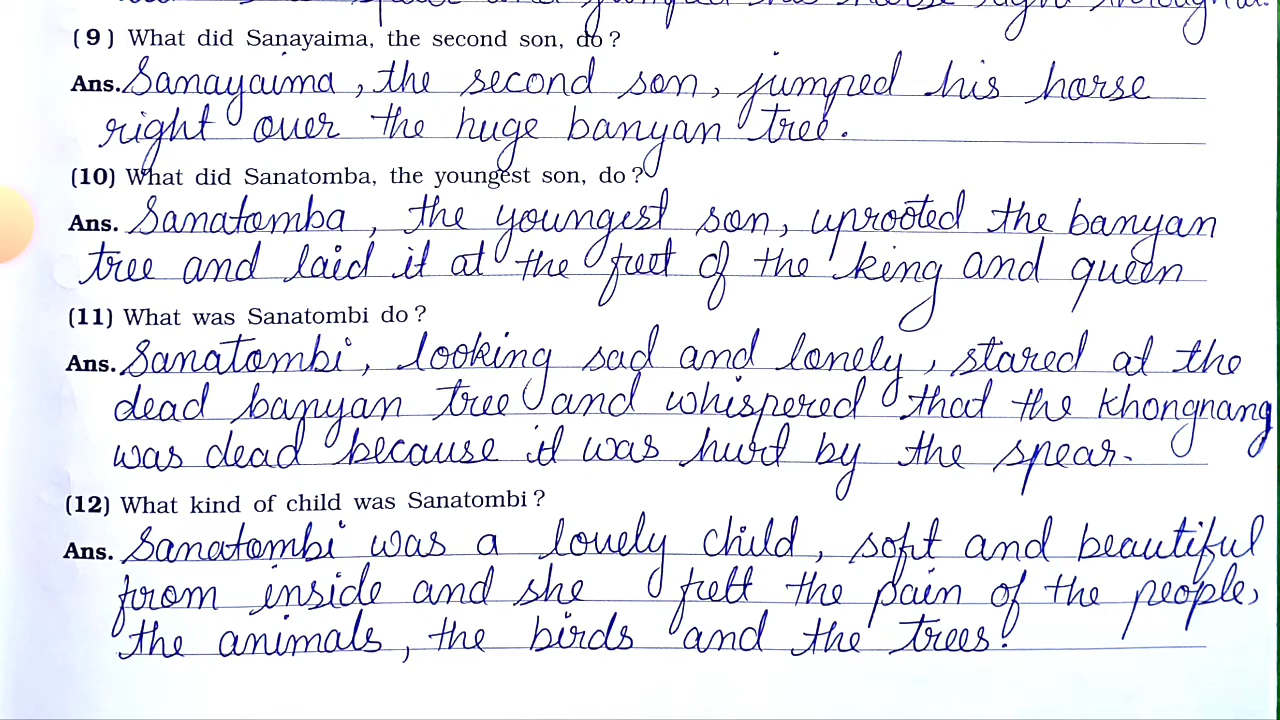 (9) What did Sanayaima, the second son, do?
Ans. Sanayaima, the second son, jumped his horse
right over the huge banyan tree.
(10) What did Sanatomba, the youngest son, do?
Ans. Sanatomba, the youngest son, uprooted the banyan
tree and laid it at the feet of the king and queen
(11) What was Sanatombi do?
Ans. Sanatombi, looking sad and lonely, stared at the
dead banyan tree and whispered that the Khongnang
was dead because it was hurt by the spear.
(12) What kind of child was Sanatombi?
Ans. Sanatombi was a lovely child, soft and beautiful
from inside and she felt the pain of the people,
the animals, the birds and the trees.